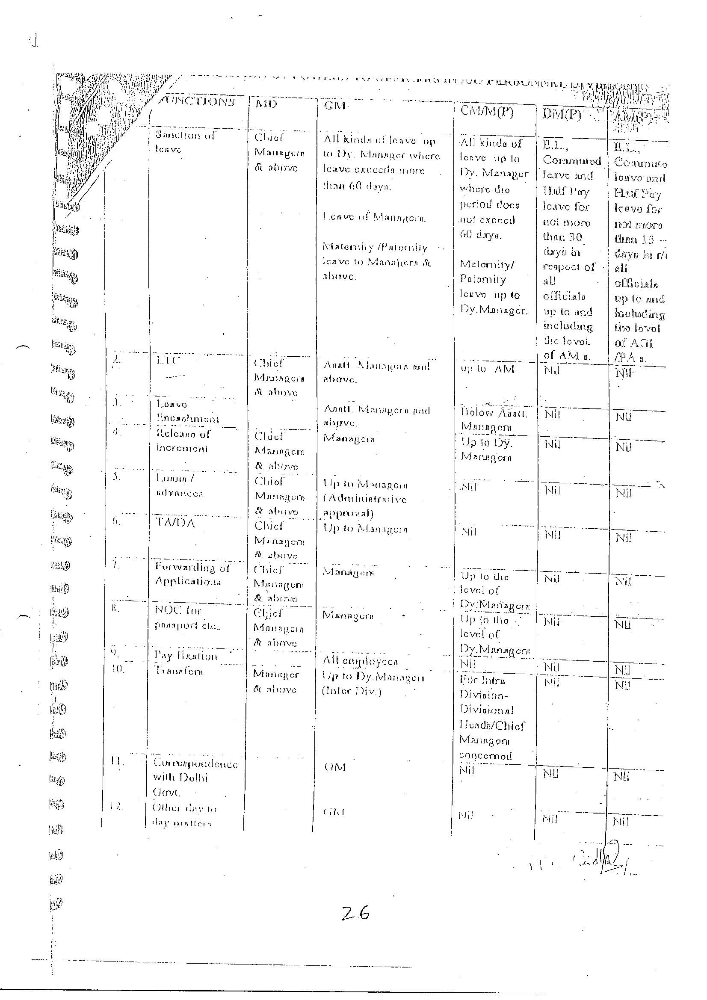 FUNCTIONS
MD
GM
CM/M(P)
DM(P)
Sanction of
leave
Chief
Managers
& above
All kinds of leave up
to Dy. Manager where
leave exceeds more
than 60 days.
Leave of Managers.
Maternity /Paternity
leave to Managers &
above.
All kinds of
leave up to
Dy. Manager
where the
period does
not exceed
60 days.
Maternity/
Paternity
leave up to
Dy.Manager.
E.L.,
Commuted
leave and
Half Pay
leave for
not more
than 30
days in
respect of
all
officials
up to and
including
the level
of AM s.
E.L.,
Commute
leave and
Half Pay
leave for
not more
than 15
days in r/
all
officials
up to and
including
the level
of AGI
/PA s.
2.
LTC
Chief
Managers
& above
Asstt. Managers and
above.
up to AM
Nil
Nil
3.
Leave
Encashment
Asstt. Managers and
above.
Below Asstt.
Managers
Nil
Nil
4.
Release of
Increment
Chief
Managers
& above
Managers
Up to Dy.
Managers
Nil
Nil
5.
Loans /
advances
Chief
Managers
& above
Up to Managers
(Administrative
approval)
Nil
Nil
Nil
6.
TA/DA
Chief
Managers
& above
Up to Managers
Nil
Nil
Nil
7.
Forwarding of
Applications
Chief
Managers
& above
Managers
Up to the
level of
Dy.Managers
Nil
Nil
8.
NOC for
passport etc.
Chief
Managers
& above
Managers
Up to the
level of
Dy.Managers
Nil
Nil
9.
Pay fixation
All employees
Nil
Nil
Nil
10.
Transfers
Manager
& above
Up to Dy.Managers
(Inter Div.)
For Intra
Division-
Divisional
Heads/Chief
Managers
concerned
Nil
Nil
11.
Correspondence
with Delhi
Govt.
GM
Nil
Nil
Nil
12.
Other day to
day matters
GM
Nil
Nil
Nil
26